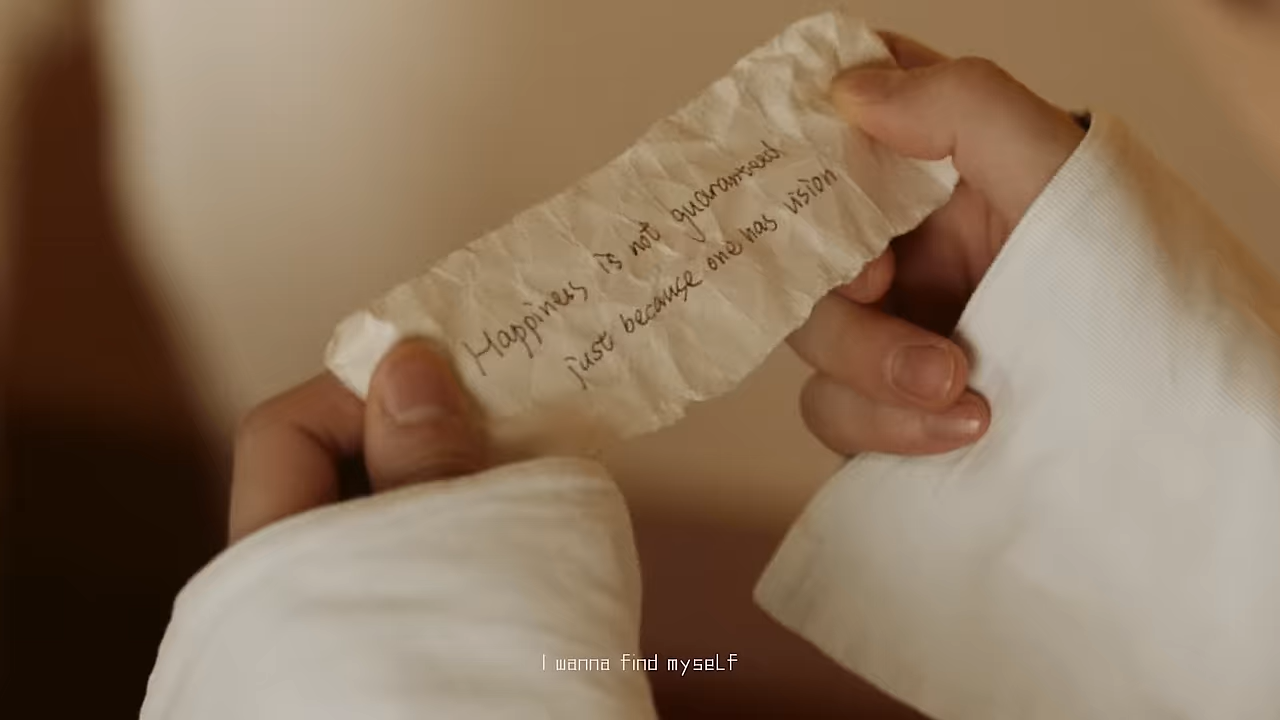 Happiness is not guaranteed
just because one has vision
I wanna find myself